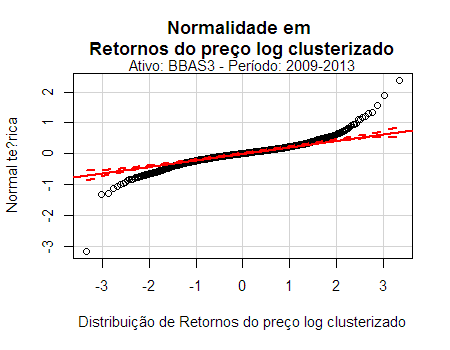 Normalidade em
Retornos do preço log clusterizado
Ativo: BBAS3 - Período: 2009-2013
Normal te?rica
2
1
0
-1
-2
-3
-3
-2
-1
0
1
2
3
Distribuição de Retornos do preço log clusterizado